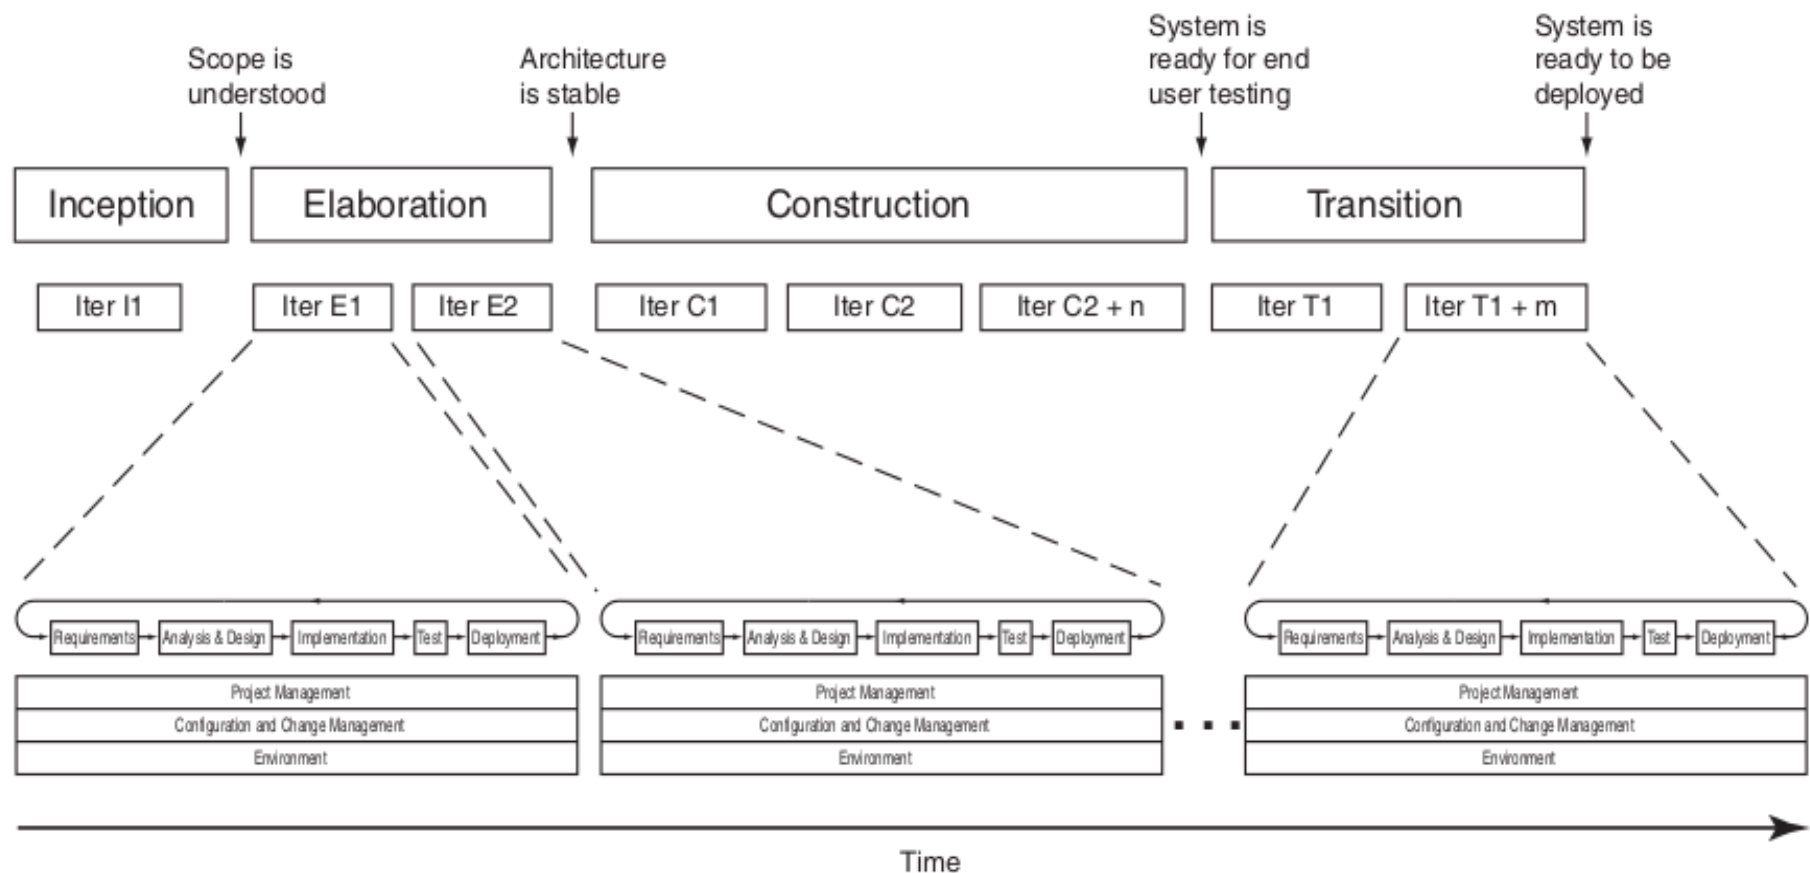 Scope is
understood
Architecture
is stable
System is
ready for end
user testing
System is
ready to be
deployed
Inception
Elaboration
Construction
Transition
Iter I1
Iter E1
Iter E2
Iter C1
Iter C2
Iter C2 + n
Iter T1
Iter T1 + m
Requirements
Analysis & Design
Implementation
Test
Deployment
Project Management
Configuration and Change Management
Environment
Requirements
Analysis & Design
Implementation
Test
Deployment
Project Management
Configuration and Change Management
Environment
Requirements
Analysis & Design
Implementation
Test
Deployment
Project Management
Configuration and Change Management
Environment
Time